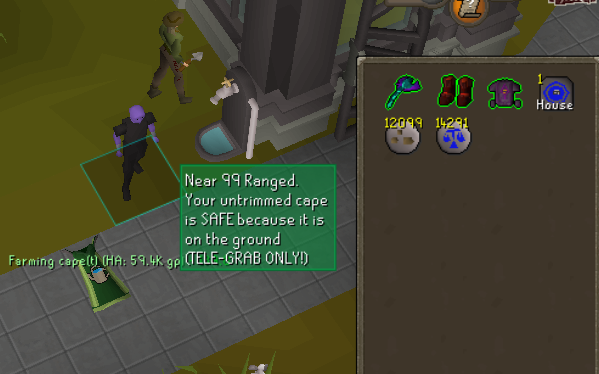 1
House
12099
14291
Near 99 Ranged.
Your untrimmed cape
is SAFE because it is
on the ground
(TELE-GRAB ONLY!)
Farming cape(t) (HA: 59.4K gp